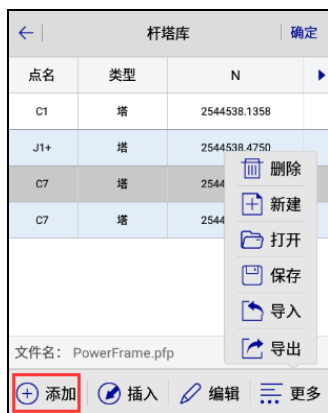 杆塔库 确定
点名 类型 N
C1 塔 2544538.1358
J1+ 塔 2544538.4750
C7 塔 2544
C7 塔 2544
删除
新建
打开
保存
导入
导出
文件名： PowerFrame.pfp
添加 插入 编辑 更多